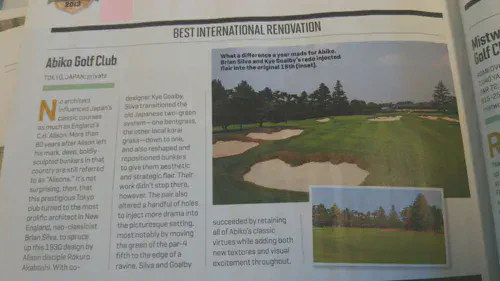 2013
BEST INTERNATIONAL RENOVATION
Abiko Golf Club
TOKYO, JAPAN/private
No architect
influenced Japan's
classic courses
as much as England's
C.H. Alison. More than
80 years after Alison left
his mark, deep, boldly
sculpted bunkers in that
country are still referred
to as "Alisons." It's not
surprising, then, that
this prestigious Tokyo
club turned to the most
prolific architect in New
England, neo-classicist
Brian Silva, to spruce
up this 1930 design by
Alison disciple Rokuro
Akaboshi. With co-
designer Kye Goalby,
Silva transitioned the
old Japanese two-green
system—one bentgrass,
the other local korai
grass—down to one,
and also reshaped and
repositioned bunkers
to give them aesthetic
and strategic flair. Their
work didn't stop there,
however. The pair also
altered a handful of holes
to inject more drama into
the picturesque setting,
most notably by moving
the green of the par-4
fifth to the edge of a
ravine. Silva and Goalby
What a difference a year made for Abiko.
Brian Silva and Kye Goalby's redo injected
flair into the original 18th (inset).
succeeded by retaining
all of Abiko's classic
virtues while adding both
new textures and visual
excitement throughout.
Mistw
Golf C